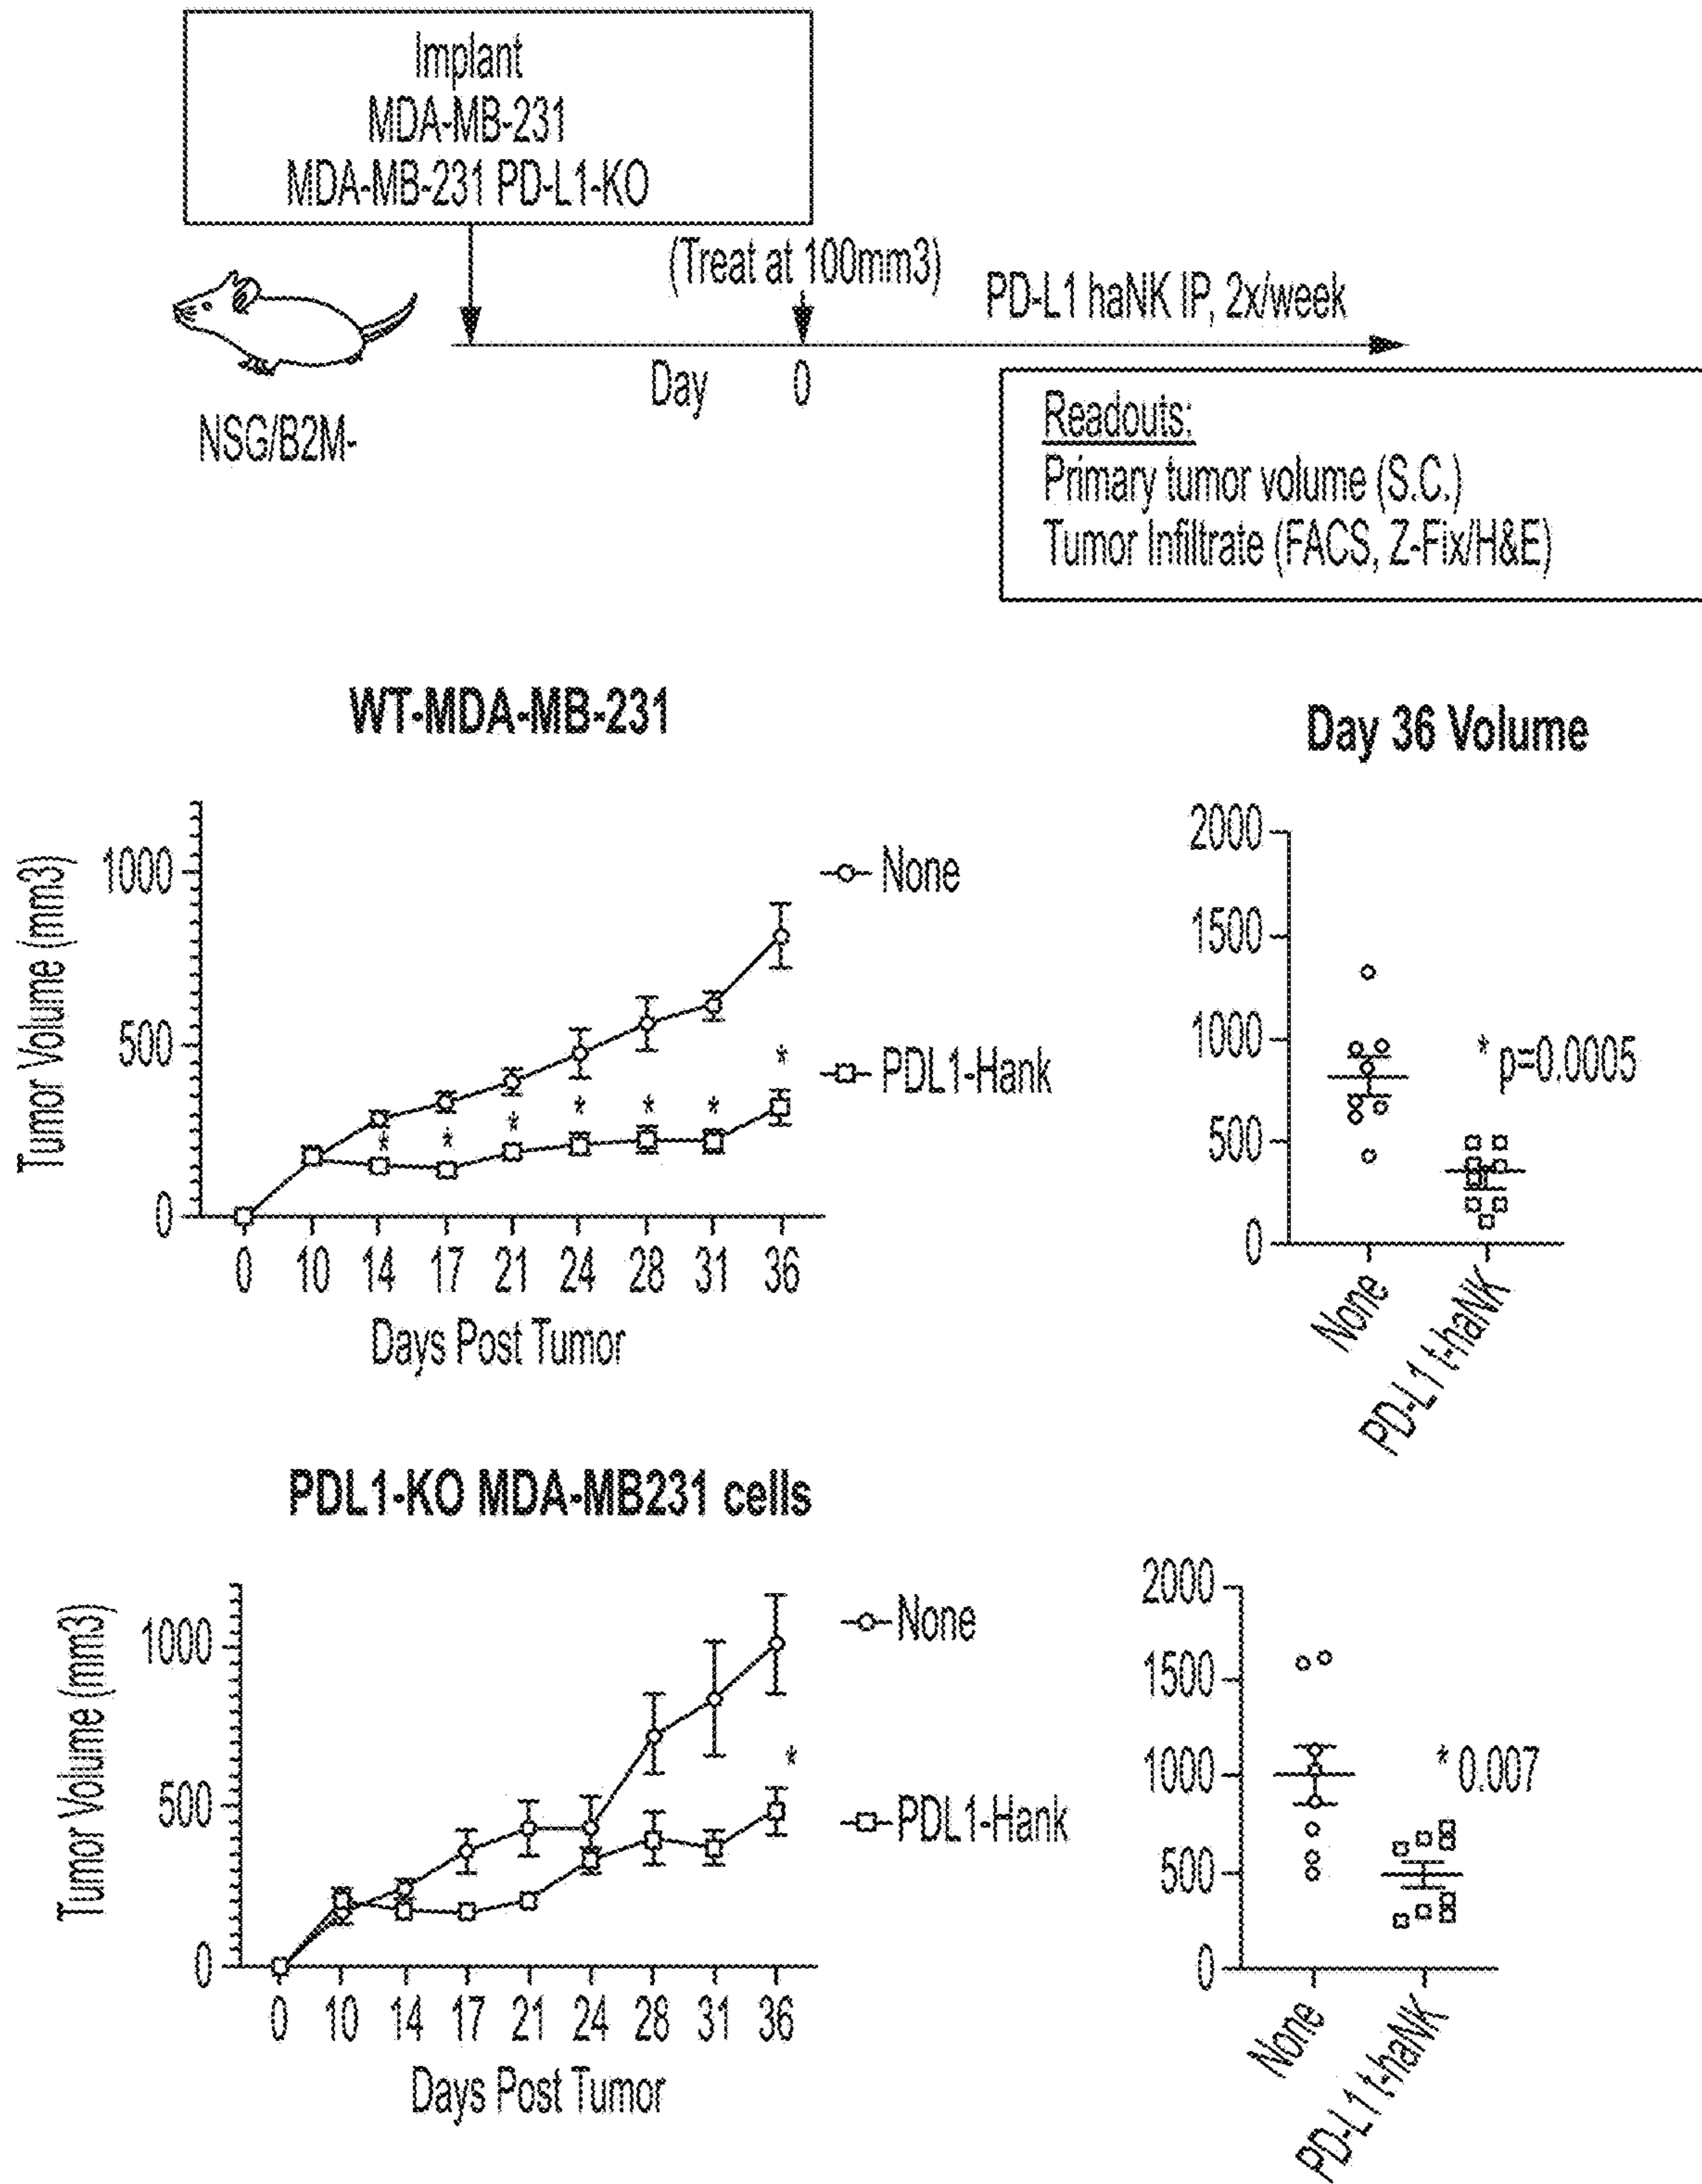 Implant
MDA-MB-231
MDA-MB-231 PD-L1-KO
(Treat at 100mm3)
PD-L1 haNK IP, 2x/week
Day 0
NSG/B2M-
Readouts:
Primary tumor volume (S.C.)
Tumor Infiltrate (FACS, Z-Fix/H&E)
WT-MDA-MB-231
Tumor Volume (mm3)
1000
500
0
None
PDL1-Hank
* * * * * * *
0 10 14 17 21 24 28 31 36
Days Post Tumor
Day 36 Volume
2000
1500
1000
500
0
* p=0.0005
None
PD-L1 t-haNK
PDL1-KO MDA-MB231 cells
Tumor Volume (mm3)
1000
500
0
None
PDL1-Hank
*
0 10 14 17 21 24 28 31 36
Days Post Tumor
2000
1500
1000
500
0
* 0.007
None
PD-L1 t-haNK